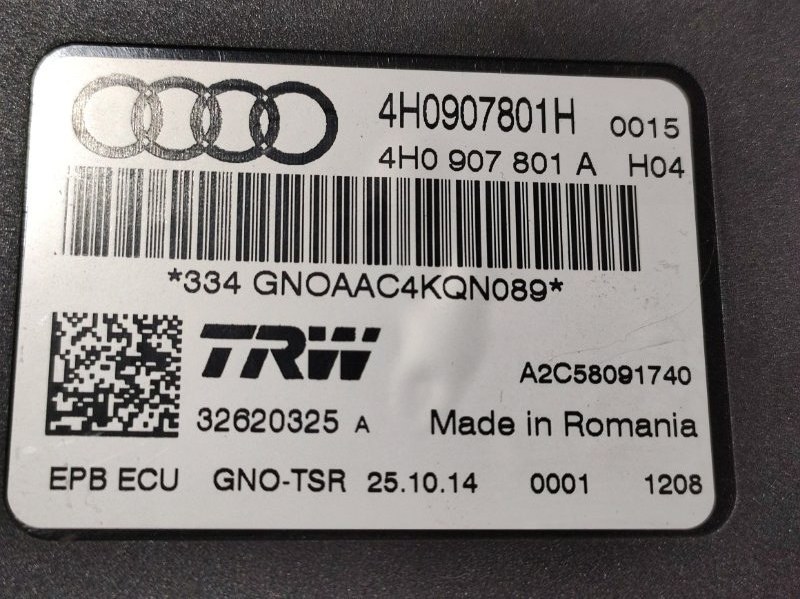 4H0907801H 0015
4H0 907 801 A H04
*334 GNOAAC4KQN089*
TRW A2C58091740
32620325 A Made in Romania
EPB ECU GNO-TSR 25.10.14 0001 1208